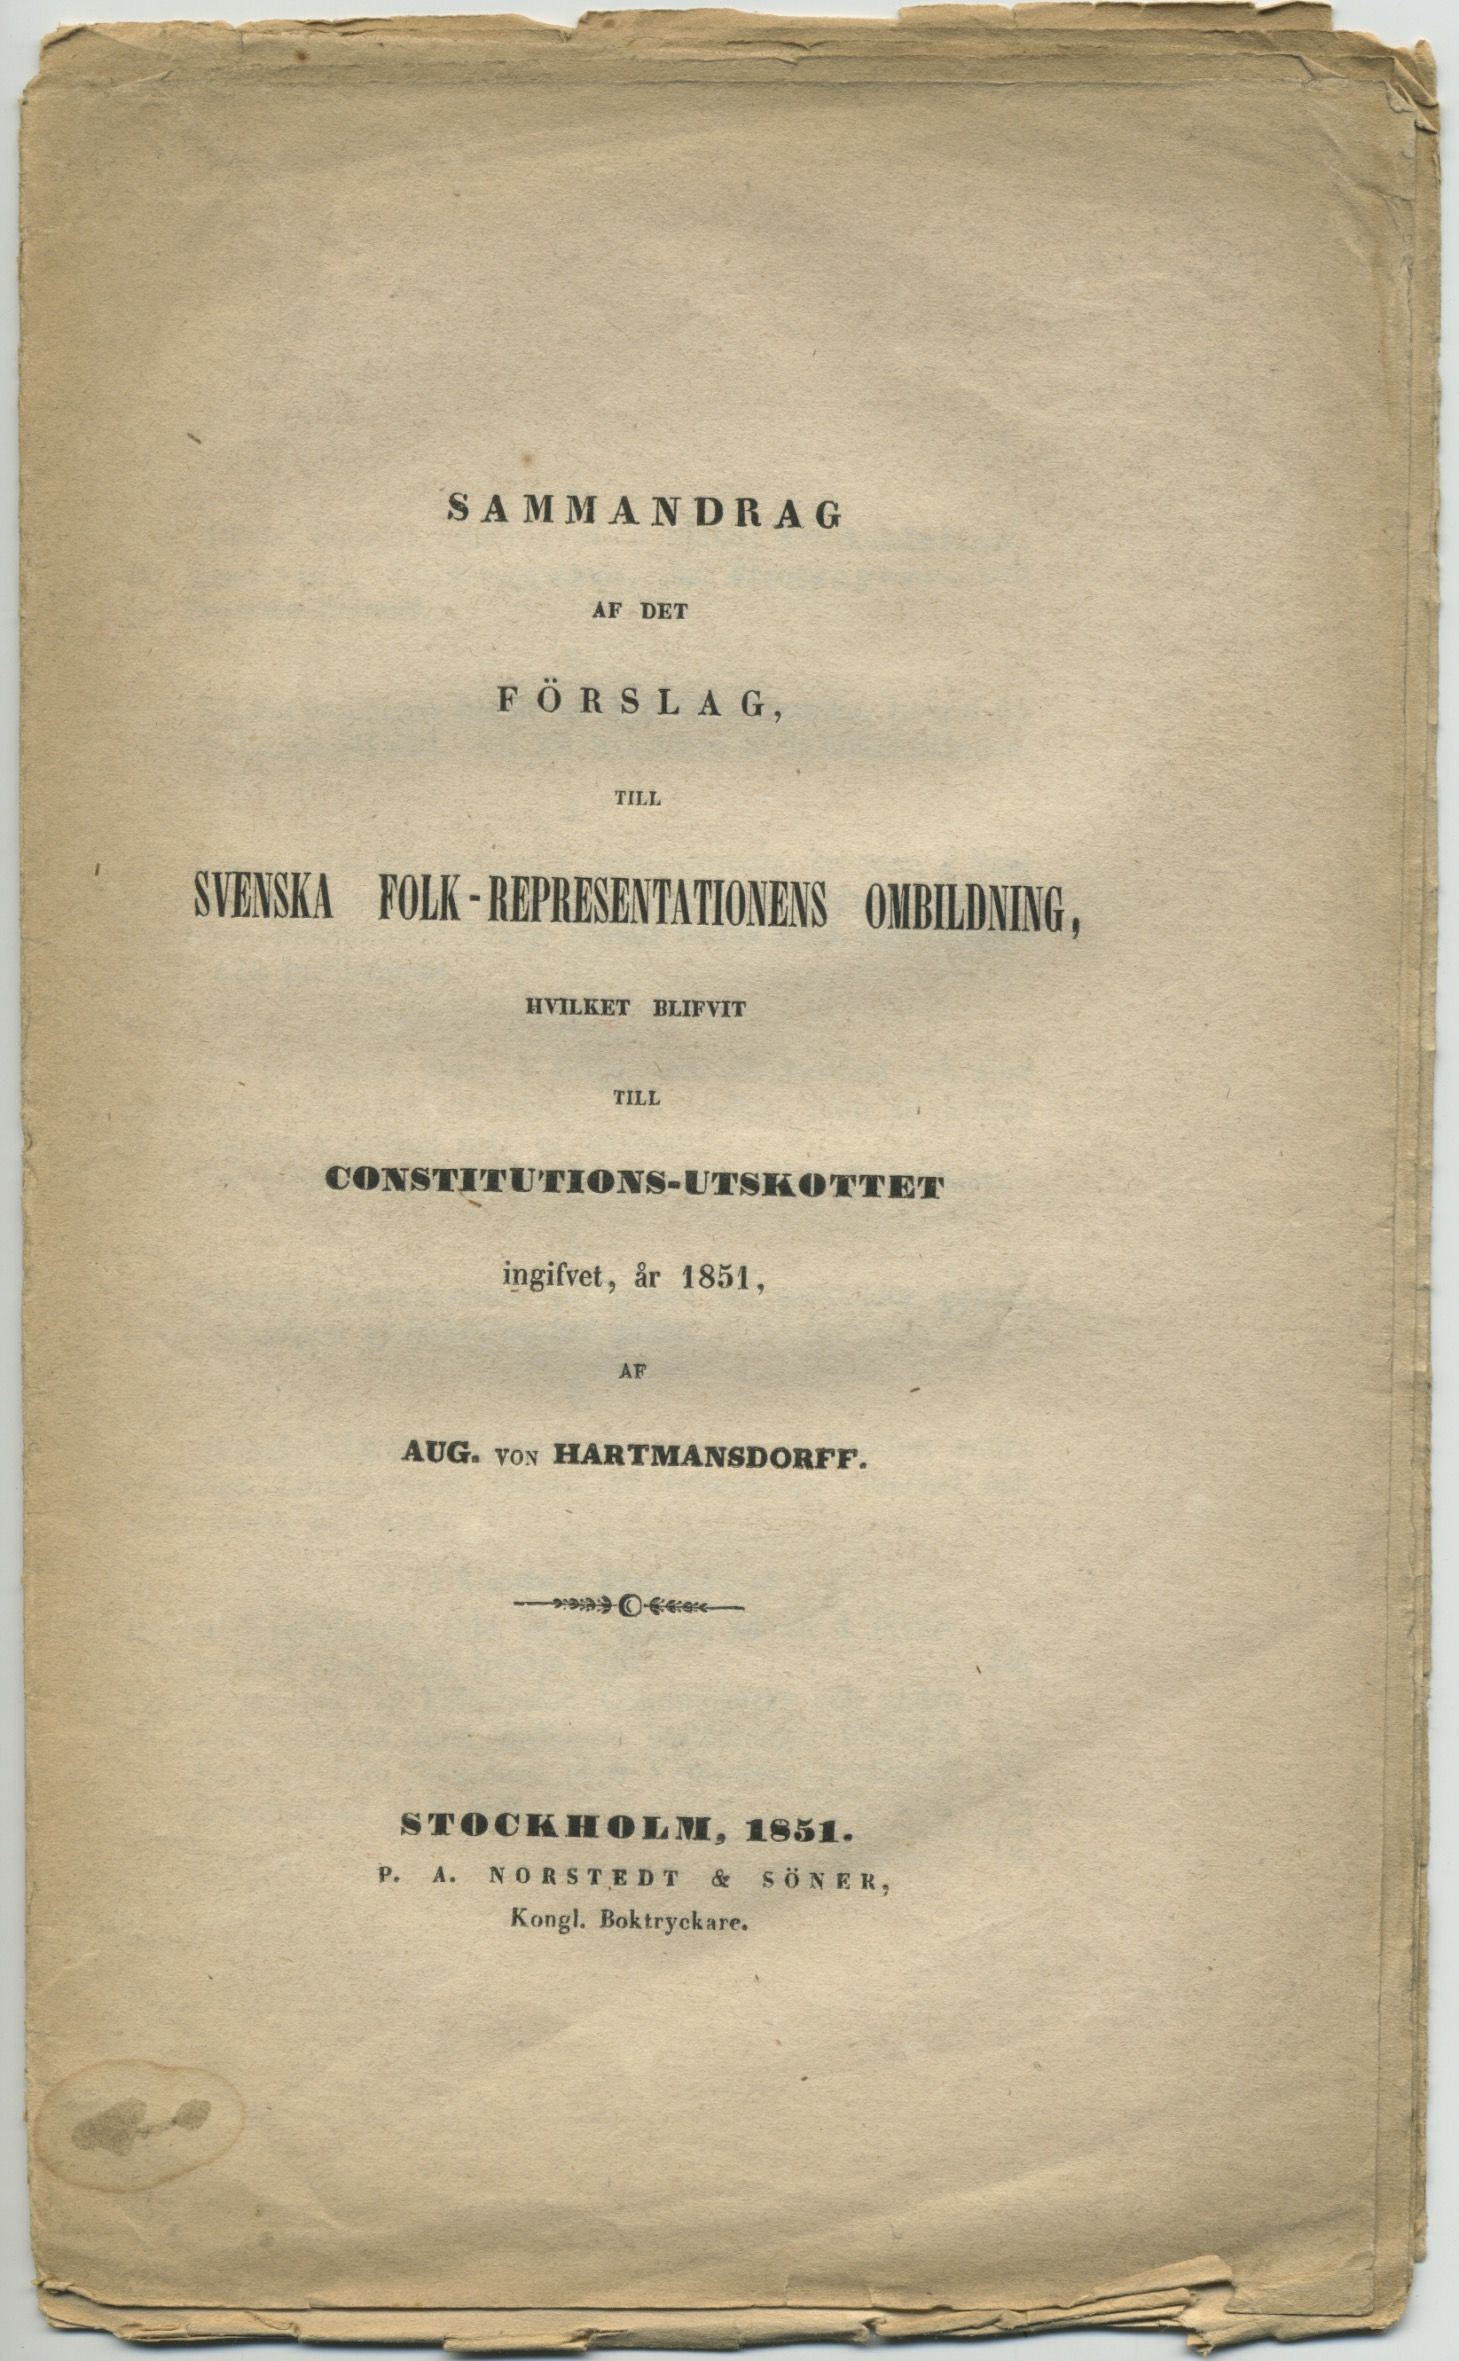 SAMMANDRAG
AF DET
FÖRSLAG,
TILL
SVENSKA FOLK-REPRESENTATIONENS OMBILDNING,
HVILKET BLIFVIT
TILL
CONSTITUTIONS-UTSKOTTET
ingifvet, år 1851,
AF
AUG. VON HARTMANSDORFF.
STOCKHOLM, 1851.
P. A. NORSTEDT & SÖNER,
Kongl. Boktryckare.